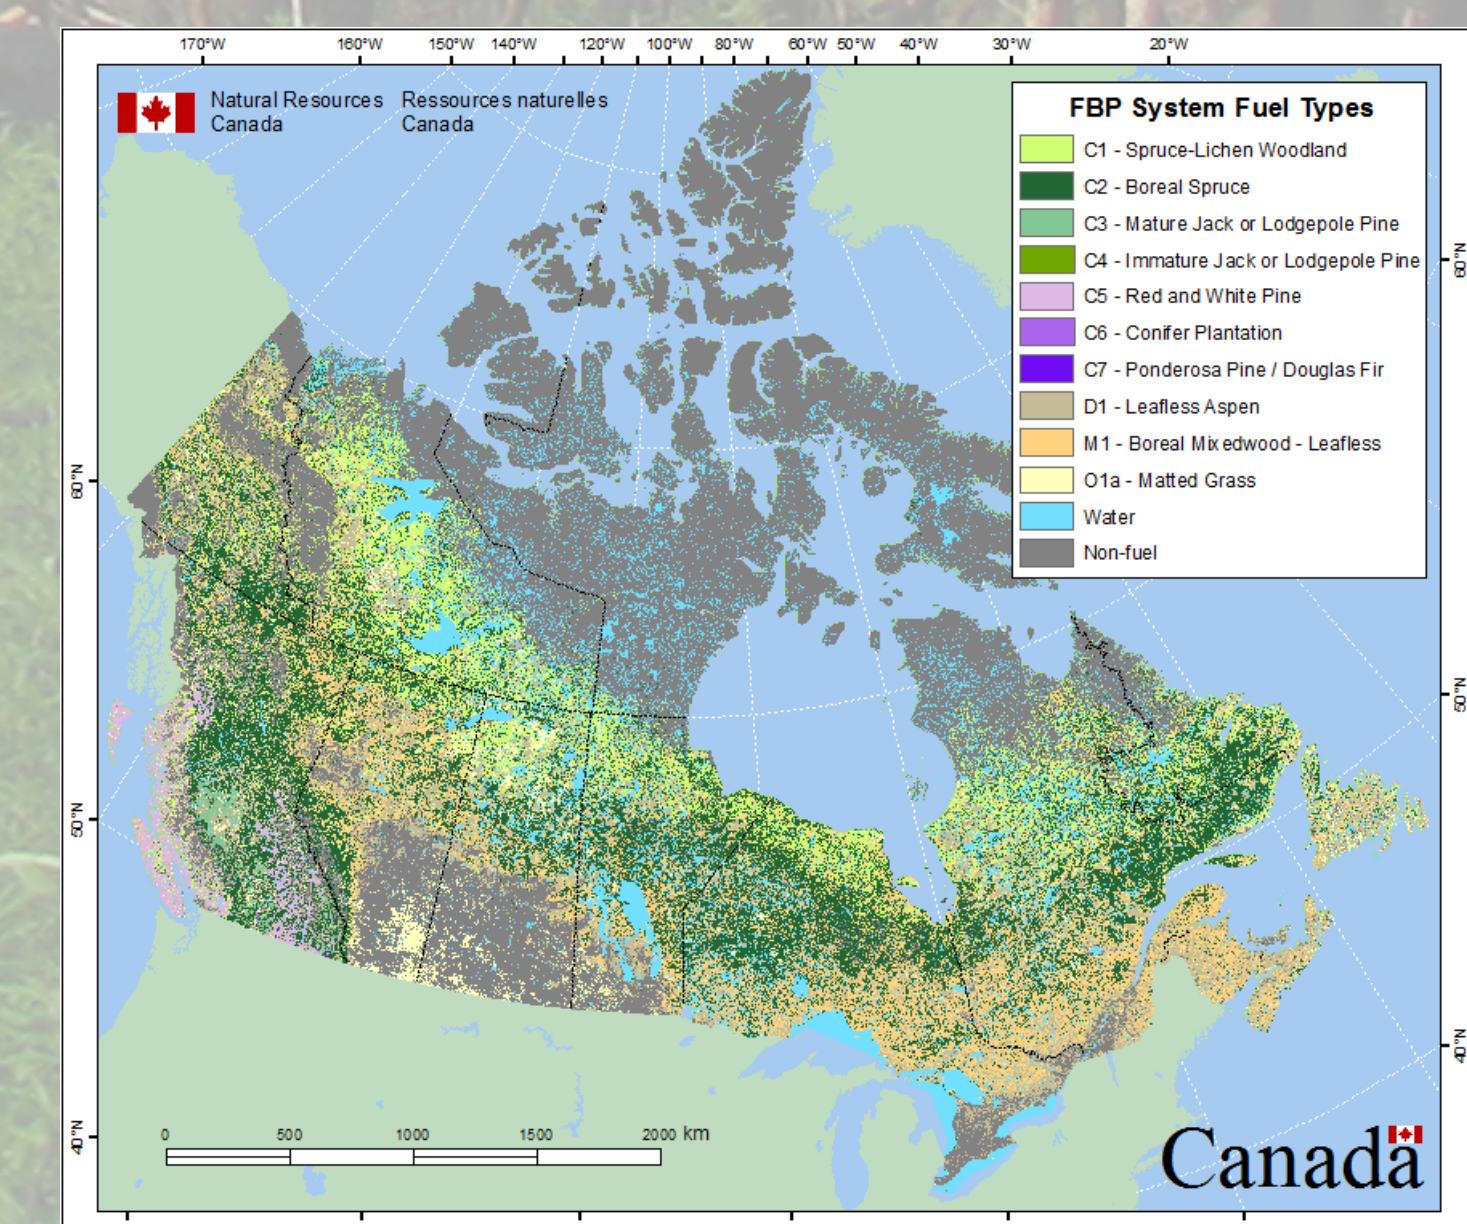 170°W 160°W 150°W 140°W 120°W 100°W 80°W 60°W 50°W 40°W 30°W 20°W
Natural Resources Ressources naturelles
Canada Canada
FBP System Fuel Types
C1 - Spruce-Lichen Woodland
C2 - Boreal Spruce
C3 - Mature Jack or Lodgepole Pine
C4 - Immature Jack or Lodgepole Pine
C5 - Red and White Pine
C6 - Conifer Plantation
C7 - Ponderosa Pine / Douglas Fir
D1 - Leafless Aspen
M1 - Boreal Mixedwood - Leafless
O1a - Matted Grass
Water
Non-fuel
60°N
60°N
50°N
50°N
40°N
40°N
0 500 1000 1500 2000 km
Canada